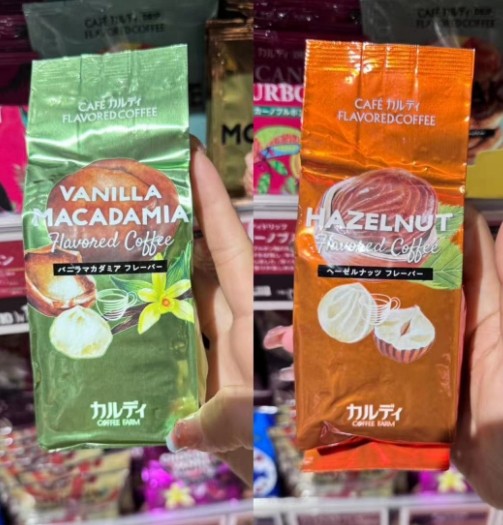 CAFÉ カルディ
FLAVORED COFFEE
VANILLA
MACADAMIA
Flavored Coffee
バニラマカダミア フレーバー
カルディ
COFFEE FARM
CAFÉ カルディ
FLAVORED COFFEE
HAZELNUT
Flavored Coffee
ヘーゼルナッツ フレーバー
カルディ
COFFEE FARM